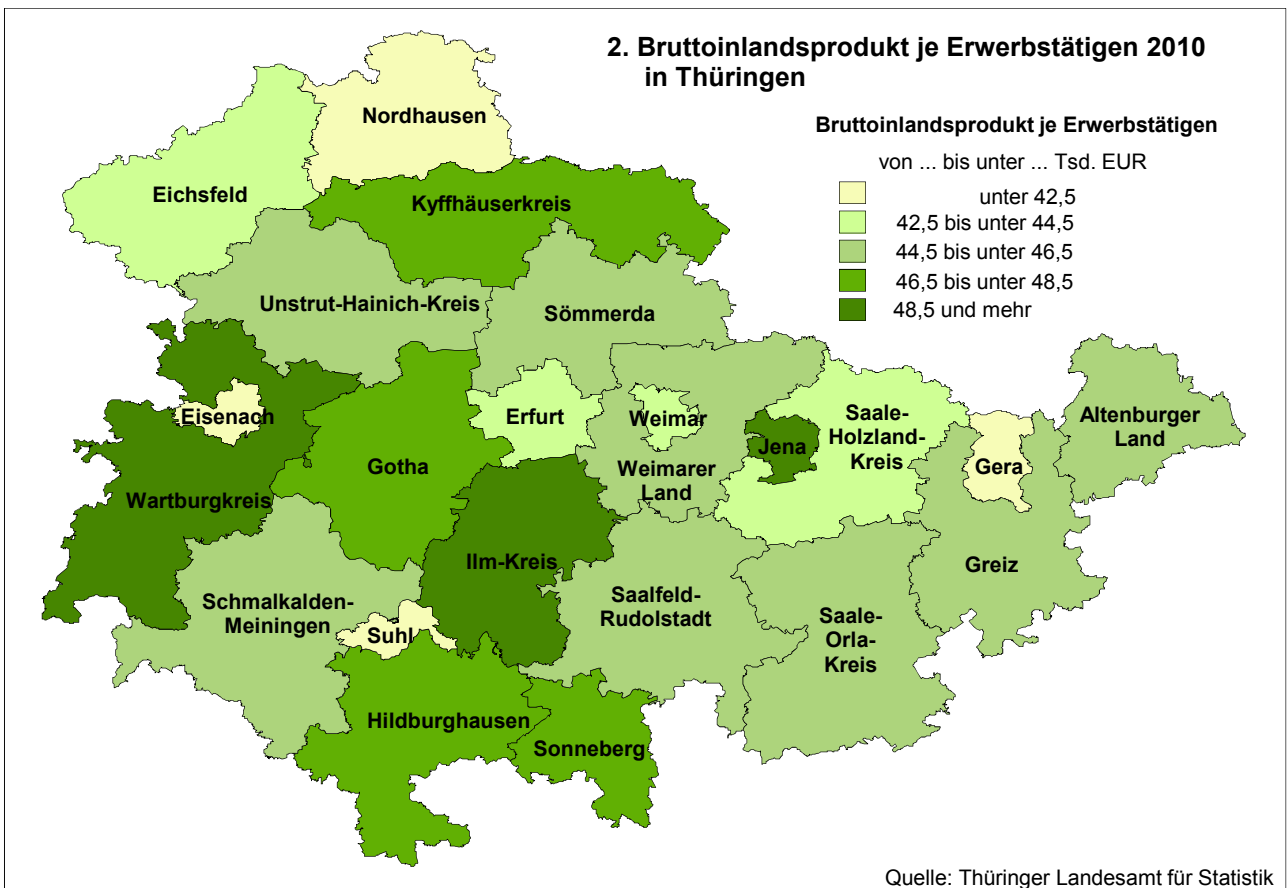 2. Bruttoinlandsprodukt je Erwerbstätigen 2010
in Thüringen
Bruttoinlandsprodukt je Erwerbstätigen
von ... bis unter ... Tsd. EUR
unter 42,5
42,5 bis unter 44,5
44,5 bis unter 46,5
46,5 bis unter 48,5
48,5 und mehr
Nordhausen
Eichsfeld
Kyffhäuserkreis
Unstrut-Hainich-Kreis
Sömmerda
Eisenach
Erfurt
Weimar
Saale-
Holzland-
Kreis
Altenburger
Land
Jena
Gotha
Weimarer
Land
Gera
Wartburgkreis
Ilm-Kreis
Greiz
Schmalkalden-
Meiningen
Saalfeld-
Rudolstadt
Saale-
Orla-
Kreis
Suhl
Hildburghausen
Sonneberg
Quelle: Thüringer Landesamt für Statistik